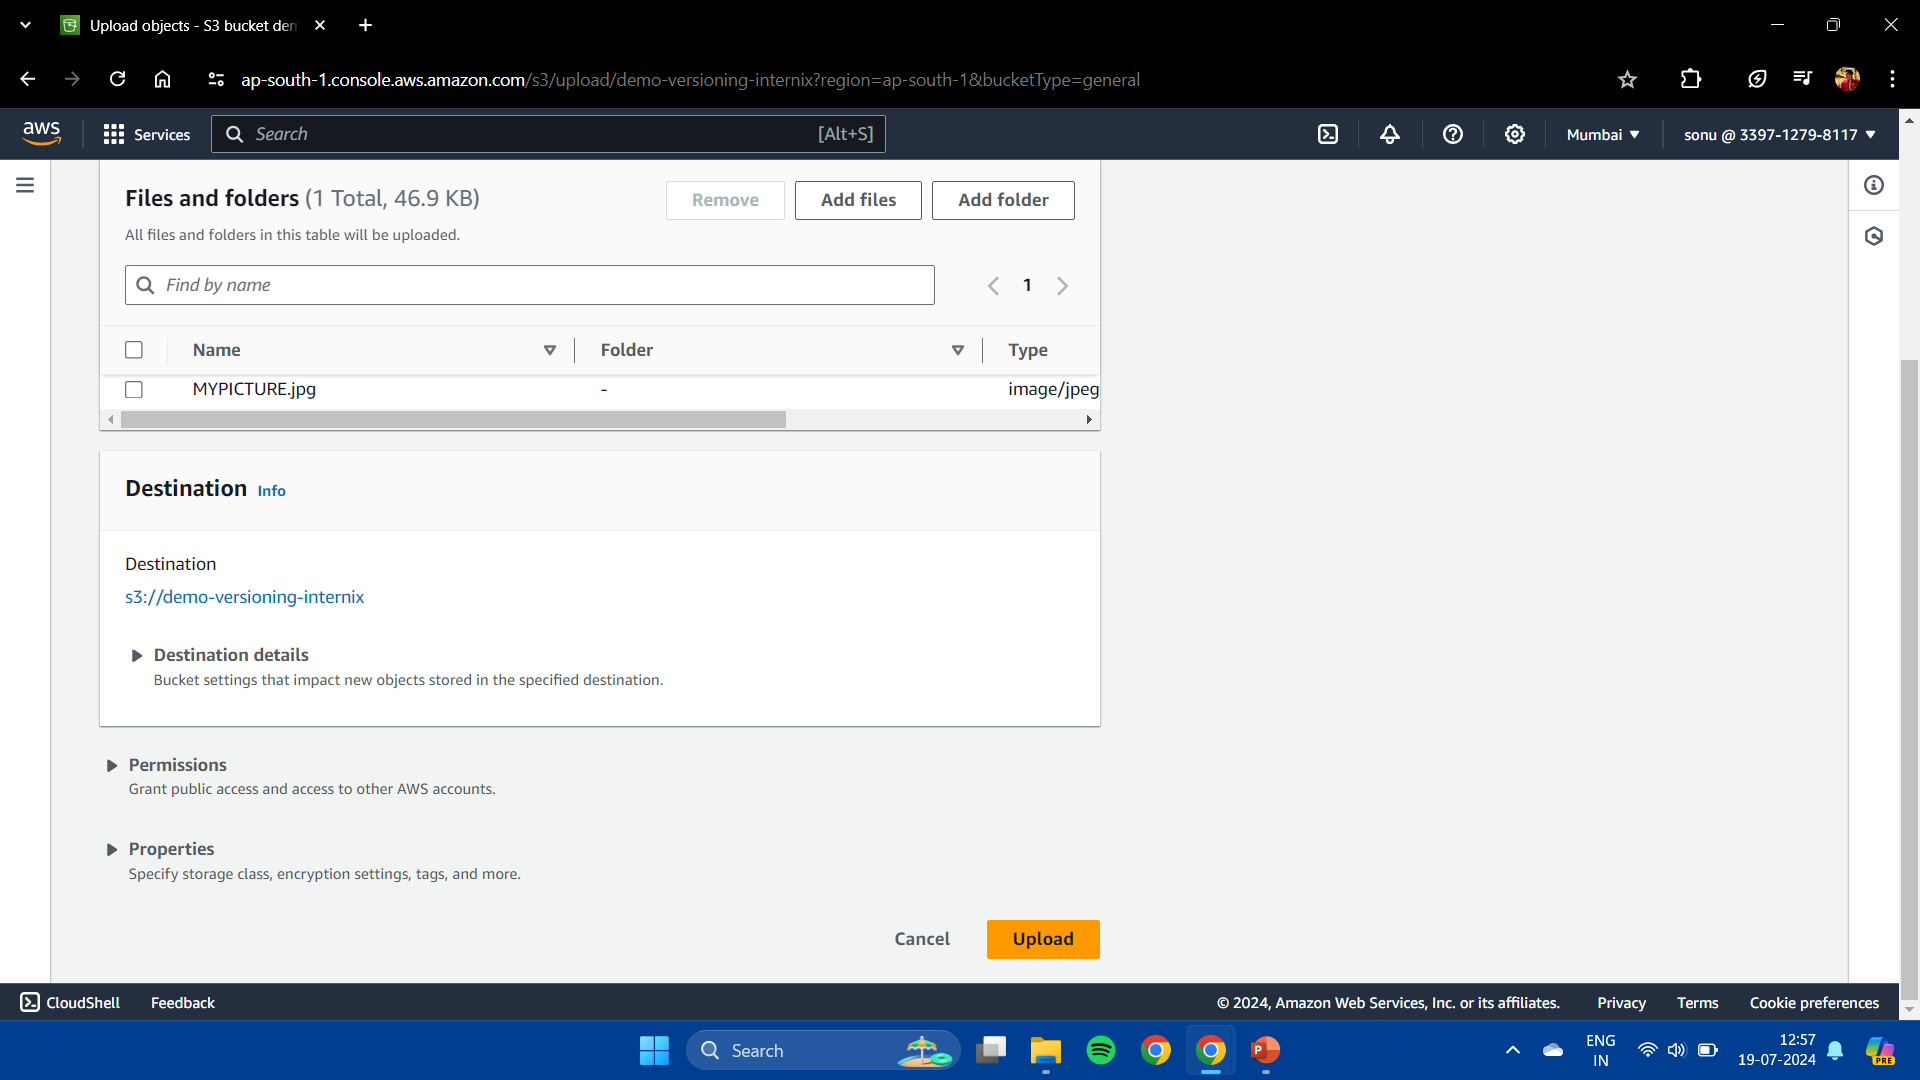 Upload objects - S3 bucket dem
ap-south-1.console.aws.amazon.com/s3/upload/demo-versioning-internix?region=ap-south-1&bucketType=general
aws
Services
Search
[Alt+S]
Mumbai
sonu @ 3397-1279-8117
Files and folders (1 Total, 46.9 KB)
Remove
Add files
Add folder
All files and folders in this table will be uploaded.
Find by name
1
Name
Folder
Type
MYPICTURE.jpg
-
image/jpeg
Destination Info
Destination
s3://demo-versioning-internix
Destination details
Bucket settings that impact new objects stored in the specified destination.
Permissions
Grant public access and access to other AWS accounts.
Properties
Specify storage class, encryption settings, tags, and more.
Cancel
Upload
CloudShell
Feedback
© 2024, Amazon Web Services, Inc. or its affiliates.
Privacy
Terms
Cookie preferences
Search
P
ENG
IN
12:57
19-07-2024
PRE